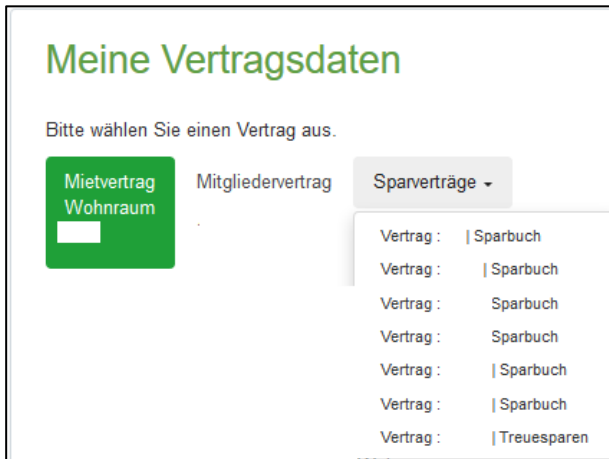 Meine Vertragsdaten
Bitte wählen Sie einen Vertrag aus.
Mietvertrag
Wohnraum
Mitgliedervertrag
Sparverträge
Vertrag : | Sparbuch
Vertrag : | Sparbuch
Vertrag : Sparbuch
Vertrag : Sparbuch
Vertrag : | Sparbuch
Vertrag : | Sparbuch
Vertrag : | Treuesparen